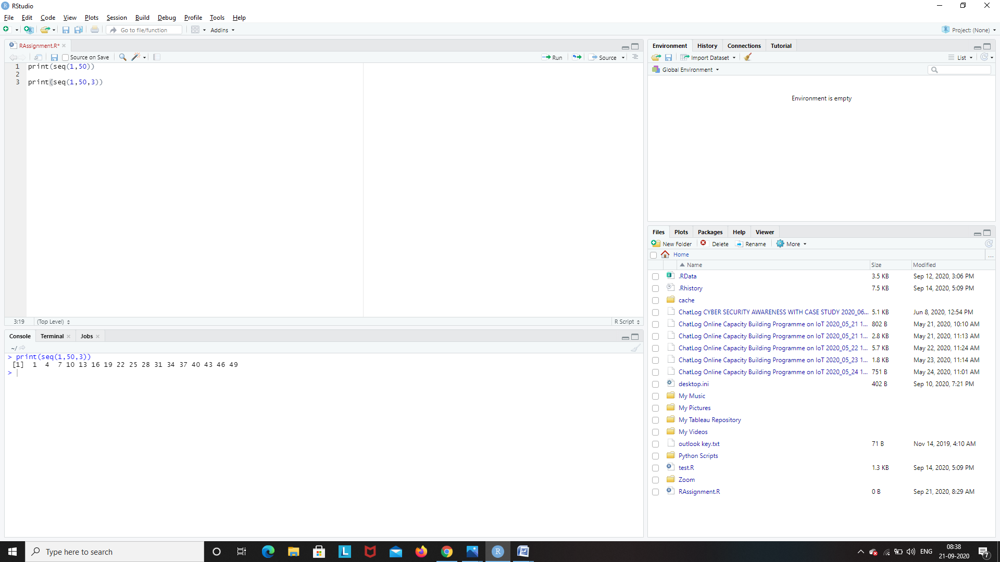 RStudio
File Edit Code View Plots Session Build Debug Profile Tools Help
Go to file/function Addins Project: (None)
RAssignment.R*
Source on Save Run Source
1 print(seq(1,50))
2
3 print(seq(1,50,3))
3:19 (Top Level) R Script
Console Terminal Jobs
~/
> print(seq(1,50,3))
[1] 1 4 7 10 13 16 19 22 25 28 31 34 37 40 43 46 49
>
Environment History Connections Tutorial
Import Dataset List
Global Environment
Environment is empty
Files Plots Packages Help Viewer
New Folder Delete Rename More
Home ...
Name Size Modified
.RData 3.5 KB Sep 12, 2020, 3:06 PM
.Rhistory 7.5 KB Sep 14, 2020, 5:09 PM
cache
ChatLog CYBER SECURITY AWARENESS WITH CASE STUDY 2020_06... 5.1 KB Jun 8, 2020, 12:54 PM
ChatLog Online Capacity Building Programme on IoT 2020_05_21 1... 802 B May 21, 2020, 10:10 AM
ChatLog Online Capacity Building Programme on IoT 2020_05_21 1... 2.8 KB May 21, 2020, 11:13 AM
ChatLog Online Capacity Building Programme on IoT 2020_05_22 1... 5.7 KB May 22, 2020, 11:24 AM
ChatLog Online Capacity Building Programme on IoT 2020_05_23 1... 1.8 KB May 23, 2020, 11:14 AM
ChatLog Online Capacity Building Programme on IoT 2020_05_24 1... 751 B May 24, 2020, 11:01 AM
desktop.ini 402 B Sep 10, 2020, 7:21 PM
My Music
My Pictures
My Tableau Repository
My Videos
outlook key.txt 71 B Nov 14, 2019, 4:10 AM
Python Scripts
test.R 1.3 KB Sep 14, 2020, 5:09 PM
Zoom
RAssignment.R 0 B Sep 21, 2020, 8:29 AM
Type here to search
ENG
08:38
21-09-2020
7